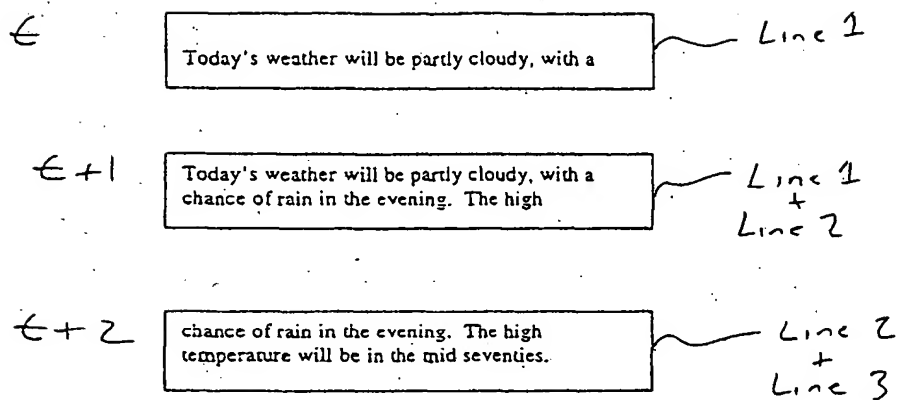 t
Today's weather will be partly cloudy, with a
Line 1
t+1
Today's weather will be partly cloudy, with a
chance of rain in the evening. The high
Line 1
+
Line 2
t+2
chance of rain in the evening. The high
temperature will be in the mid seventies.
Line 2
+
Line 3